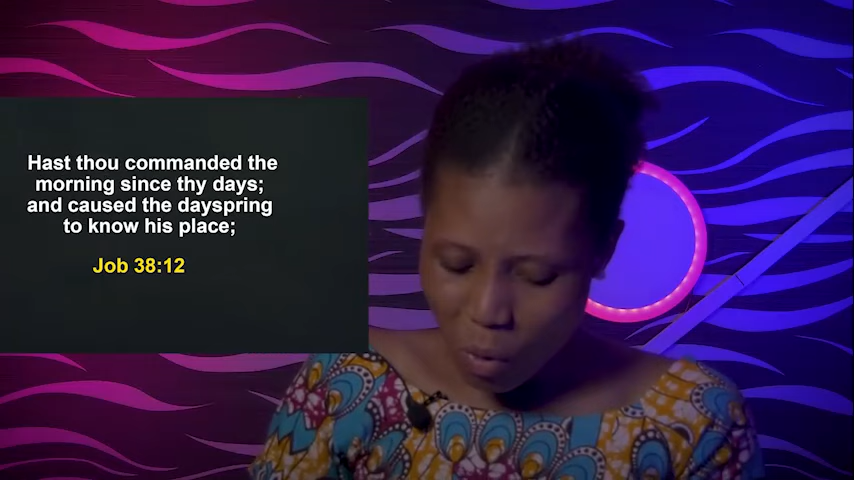 Hast thou commanded the
morning since thy days;
and caused the dayspring
to know his place;
Job 38:12